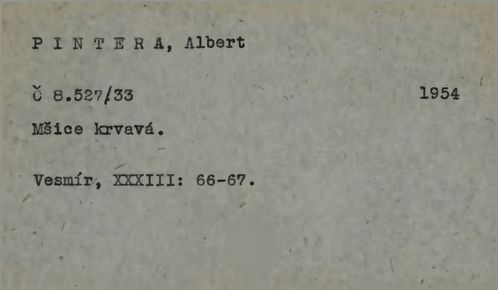 P I N T E R A, Albert
Č 8.527/33 1954
Mšice krvavá.
Vesmír, XXXIII: 66-67.